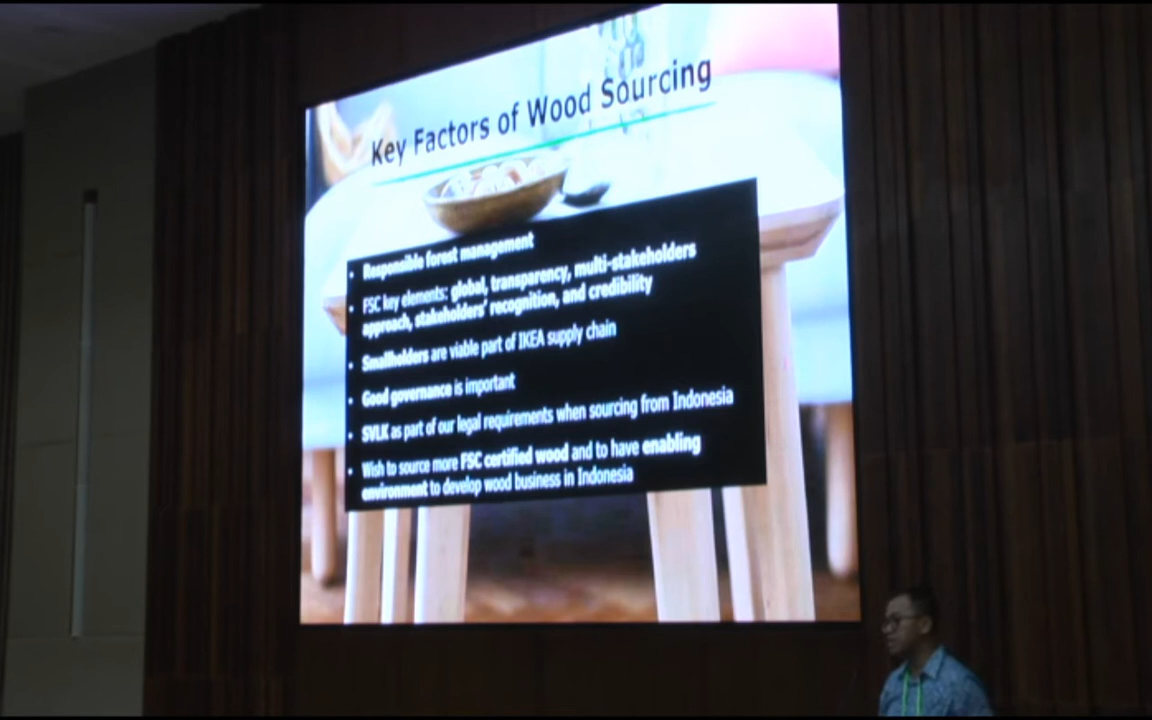 Key Factors of Wood Sourcing
• Responsible forest management
• FSC key elements: global, transparency, multi-stakeholders
approach, stakeholders' recognition, and credibility
• Smallholders are viable part of IKEA supply chain
• Good governance is important
• SVLK as part of our legal requirements when sourcing from Indonesia
• Wish to source more FSC certified wood and to have enabling
environment to develop wood business in Indonesia